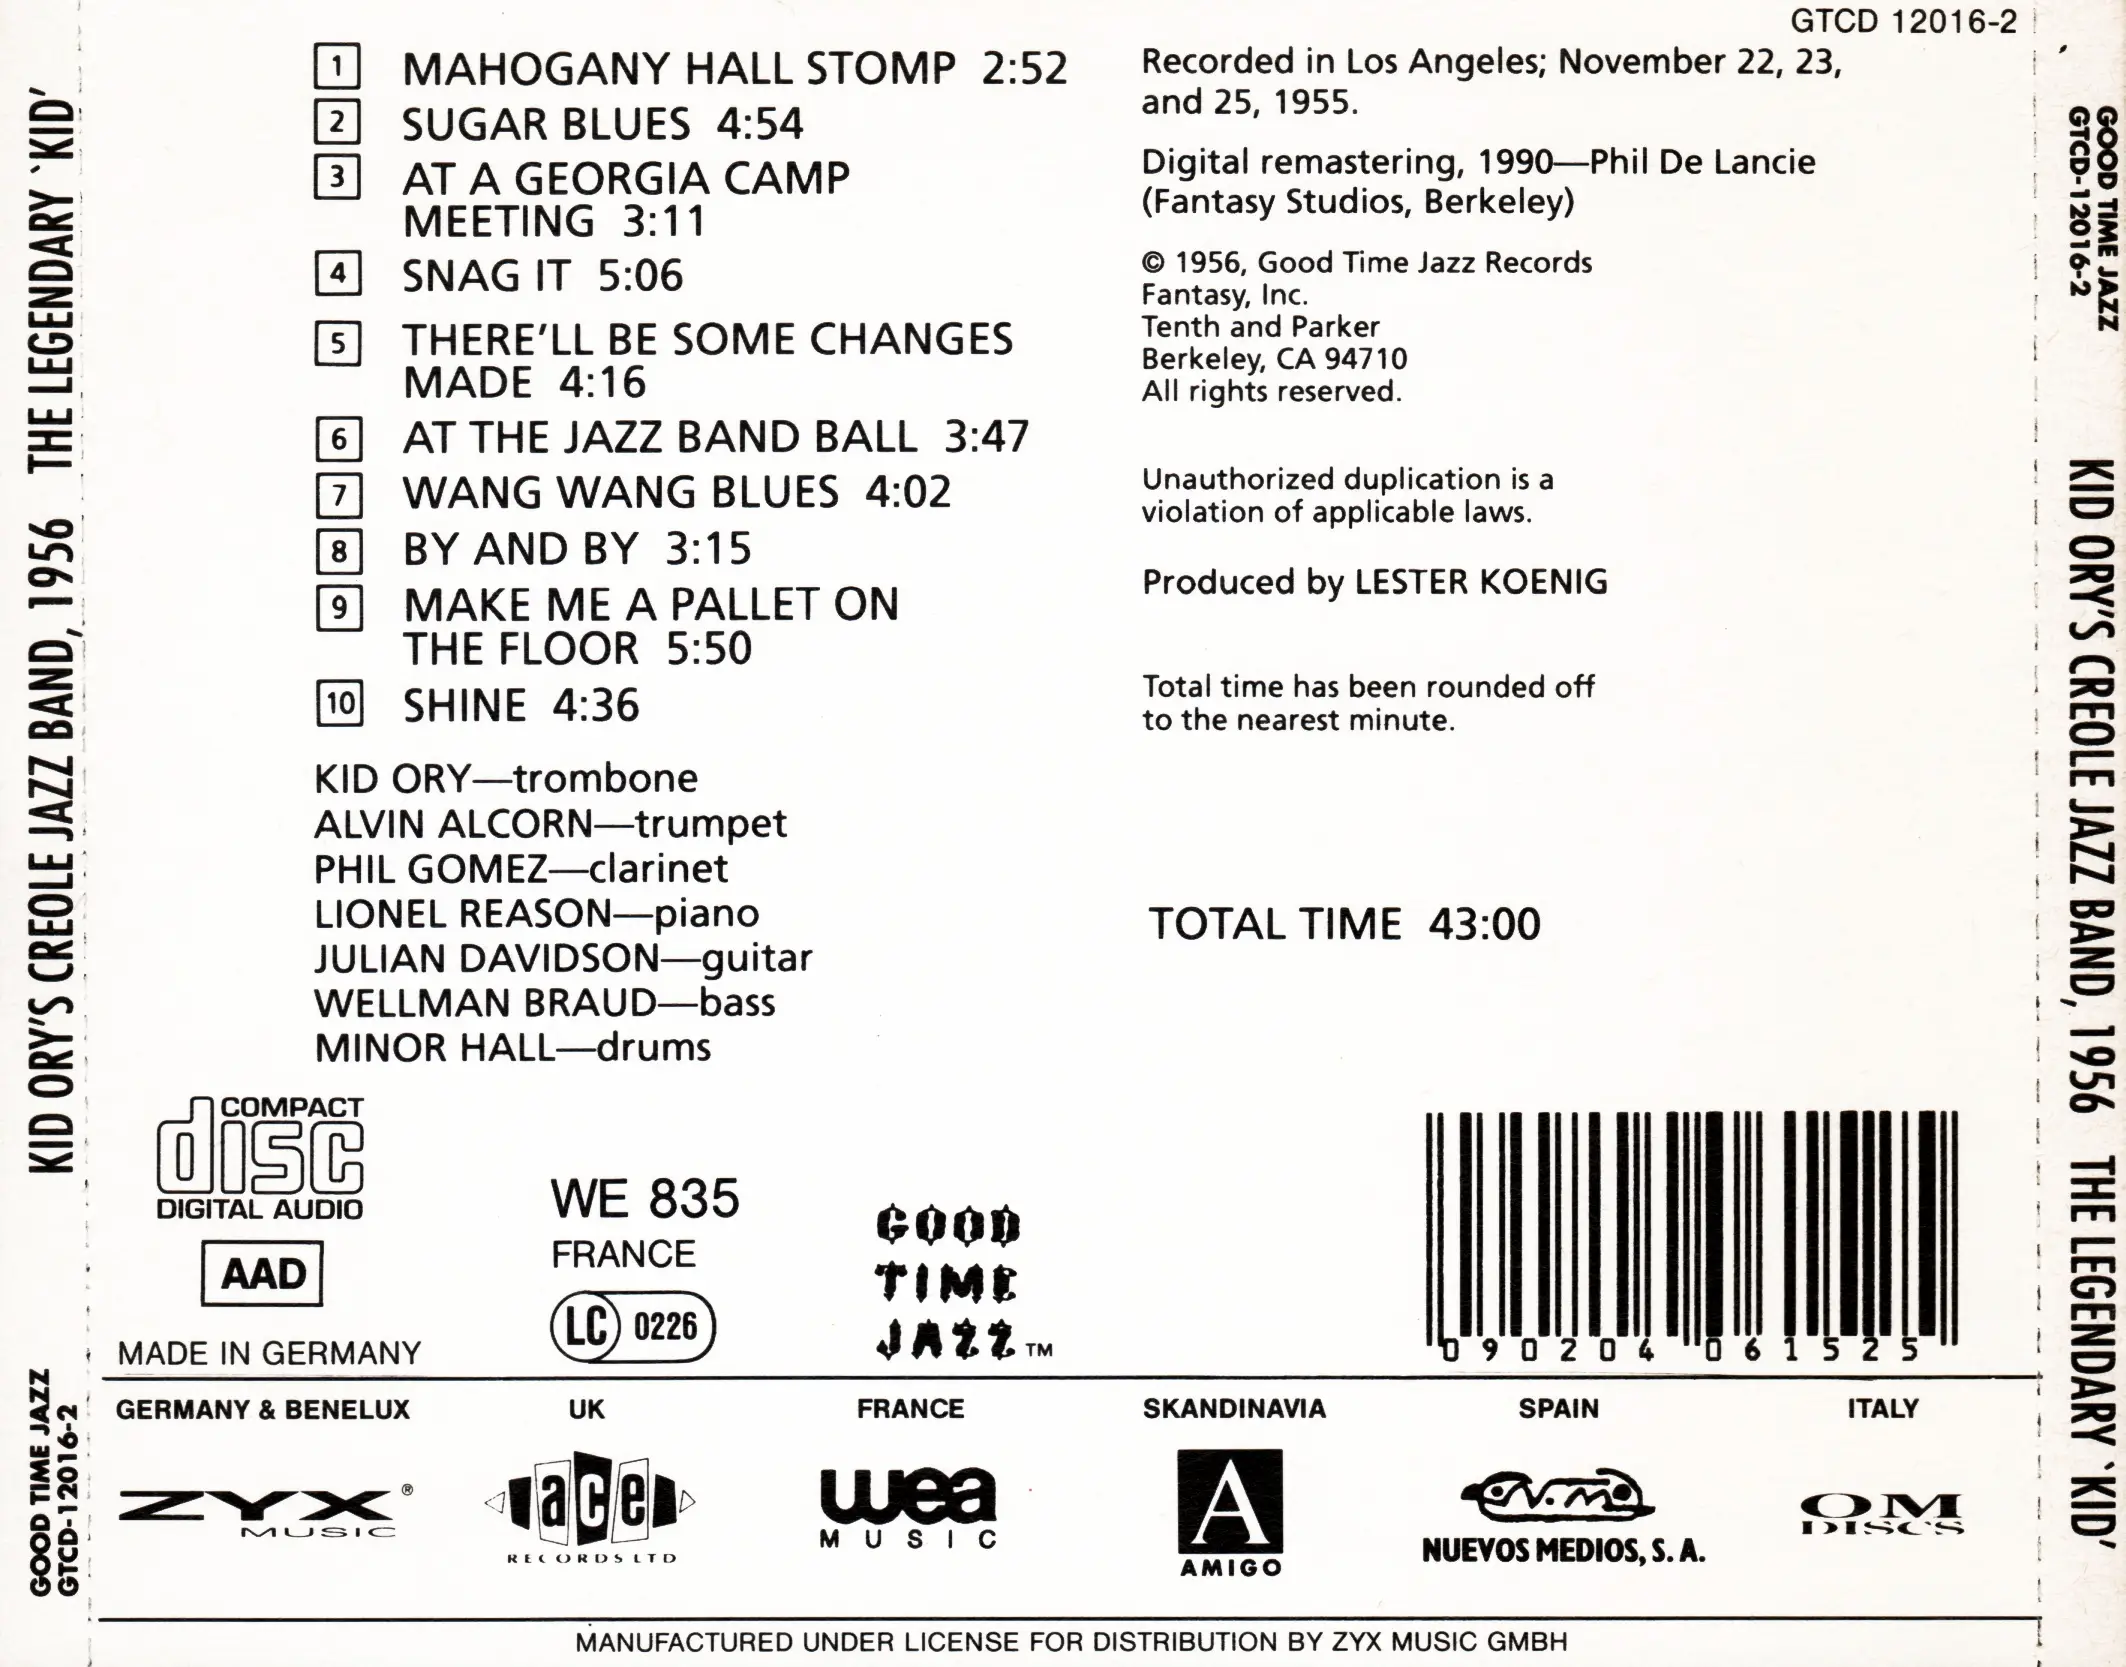 GTCD 12016-2
1 MAHOGANY HALL STOMP 2:52
2 SUGAR BLUES 4:54
3 AT A GEORGIA CAMP
MEETING 3:11
4 SNAG IT 5:06
5 THERE'LL BE SOME CHANGES
MADE 4:16
6 AT THE JAZZ BAND BALL 3:47
7 WANG WANG BLUES 4:02
8 BY AND BY 3:15
9 MAKE ME A PALLET ON
THE FLOOR 5:50
10 SHINE 4:36
KID ORY—trombone
ALVIN ALCORN—trumpet
PHIL GOMEZ—clarinet
LIONEL REASON—piano
JULIAN DAVIDSON—guitar
WELLMAN BRAUD—bass
MINOR HALL—drums
Recorded in Los Angeles; November 22, 23,
and 25, 1955.
Digital remastering, 1990—Phil De Lancie
(Fantasy Studios, Berkeley)
© 1956, Good Time Jazz Records
Fantasy, Inc.
Tenth and Parker
Berkeley, CA 94710
All rights reserved.
Unauthorized duplication is a
violation of applicable laws.
Produced by LESTER KOENIG
Total time has been rounded off
to the nearest minute.
TOTAL TIME 43:00
COMPACT
disc
DIGITAL AUDIO
AAD
MADE IN GERMANY
WE 835
FRANCE
LC 0226
GOOD
TIME
JAZZ TM
0 90204 06152 5
GERMANY & BENELUX
ZYX ®
MUSIC
UK
ace
RECORDS LTD
FRANCE
wea
MUSIC
SKANDINAVIA
A
AMIGO
SPAIN
N.M.
NUEVOS MEDIOS, S. A.
ITALY
OM
DISCS
MANUFACTURED UNDER LICENSE FOR DISTRIBUTION BY ZYX MUSIC GMBH
KID ORY'S CREOLE JAZZ BAND, 1956 THE LEGENDARY 'KID'
GOOD TIME JAZZ
GTCD-12016-2
GOOD TIME JAZZ
GTCD-12016-2
KID ORY'S CREOLE JAZZ BAND, 1956 THE LEGENDARY 'KID'